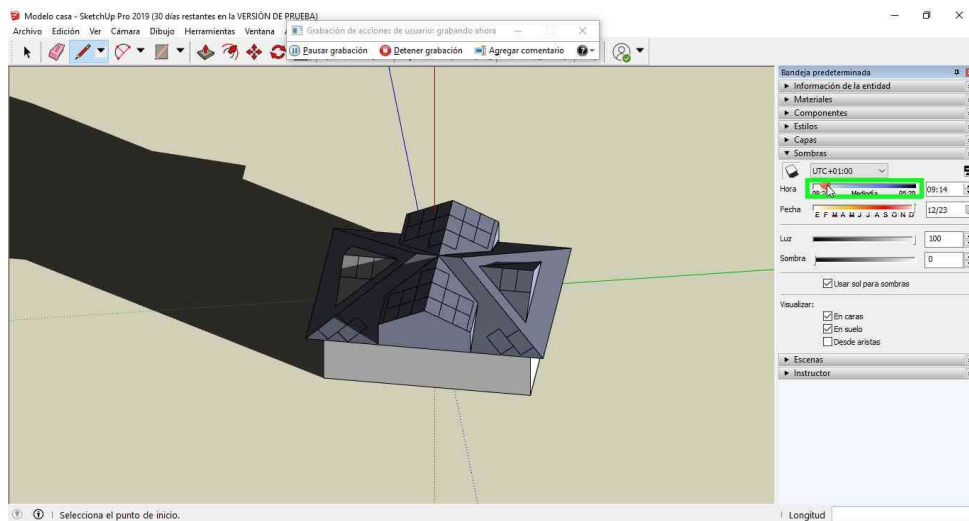 Modelo casa - SketchUp Pro 2019 (30 días restantes en la VERSIÓN DE PRUEBA)
Grabación de acciones de usuario: grabando ahora
Archivo Edición Ver Cámara Dibujo Herramientas Ventana
Pausar grabación Detener grabación Agregar comentario
Bandeja predeterminada
Información de la entidad
Materiales
Componentes
Estilos
Capas
Sombras
UTC+01:00
Hora Mediodía 05:20 09:14
Fecha E F M A M J J A S O N D 12/23
Luz 100
Sombra 0
Usar sol para sombras
Visualizar:
En caras
En suelo
Desde aristas
Escenas
Instructor
Selecciona el punto de inicio.
Longitud